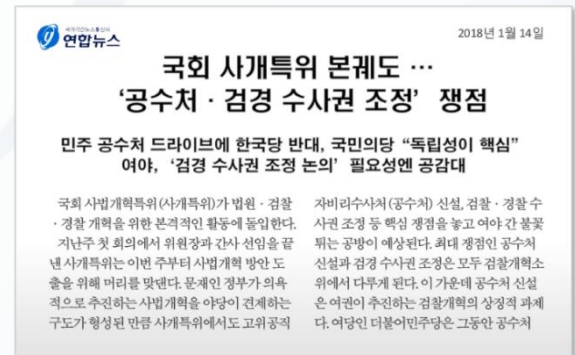 국가기간뉴스통신사
연합뉴스
2018년 1월 14일
국회 사개특위 본궤도 …
‘공수처 · 검경 수사권 조정’ 쟁점
민주 공수처 드라이브에 한국당 반대, 국민의당 “독립성이 핵심”
여야, ‘검경 수사권 조정 논의’ 필요성엔 공감대
국회 사법개혁특위(사개특위)가 법원 · 검찰
· 경찰 개혁을 위한 본격적인 활동에 돌입한다.
지난주 첫 회의에서 위원장과 간사 선임을 끝
낸 사개특위는 이번 주부터 사법개혁 방안 도
출을 위해 머리를 맞댄다. 문재인 정부가 의욕
적으로 추진하는 사법개혁을 야당이 견제하는
구도가 형성된 만큼 사개특위에서도 고위공직
자비리수사처(공수처) 신설, 검찰 · 경찰 수
사권 조정 등 핵심 쟁점을 놓고 여야 간 불꽃
튀는 공방이 예상된다. 최대 쟁점인 공수처
신설과 검경 수사권 조정은 모두 검찰개혁소
위에서 다루게 된다. 이 가운데 공수처 신설
은 여권이 추진하는 검찰개혁의 상징적 과제
다. 여당인 더불어민주당은 그동안 공수처